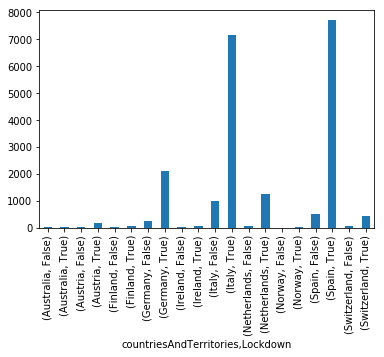 8000
7000
6000
5000
4000
3000
2000
1000
0
(Australia, False)
(Australia, True)
(Austria, False)
(Austria, True)
(Finland, False)
(Finland, True)
(Germany, False)
(Germany, True)
(Ireland, False)
(Ireland, True)
(Italy, False)
(Italy, True)
(Netherlands, False)
(Netherlands, True)
(Norway, False)
(Norway, True)
(Spain, False)
(Spain, True)
(Switzerland, False)
(Switzerland, True)
countriesAndTerritories,Lockdown